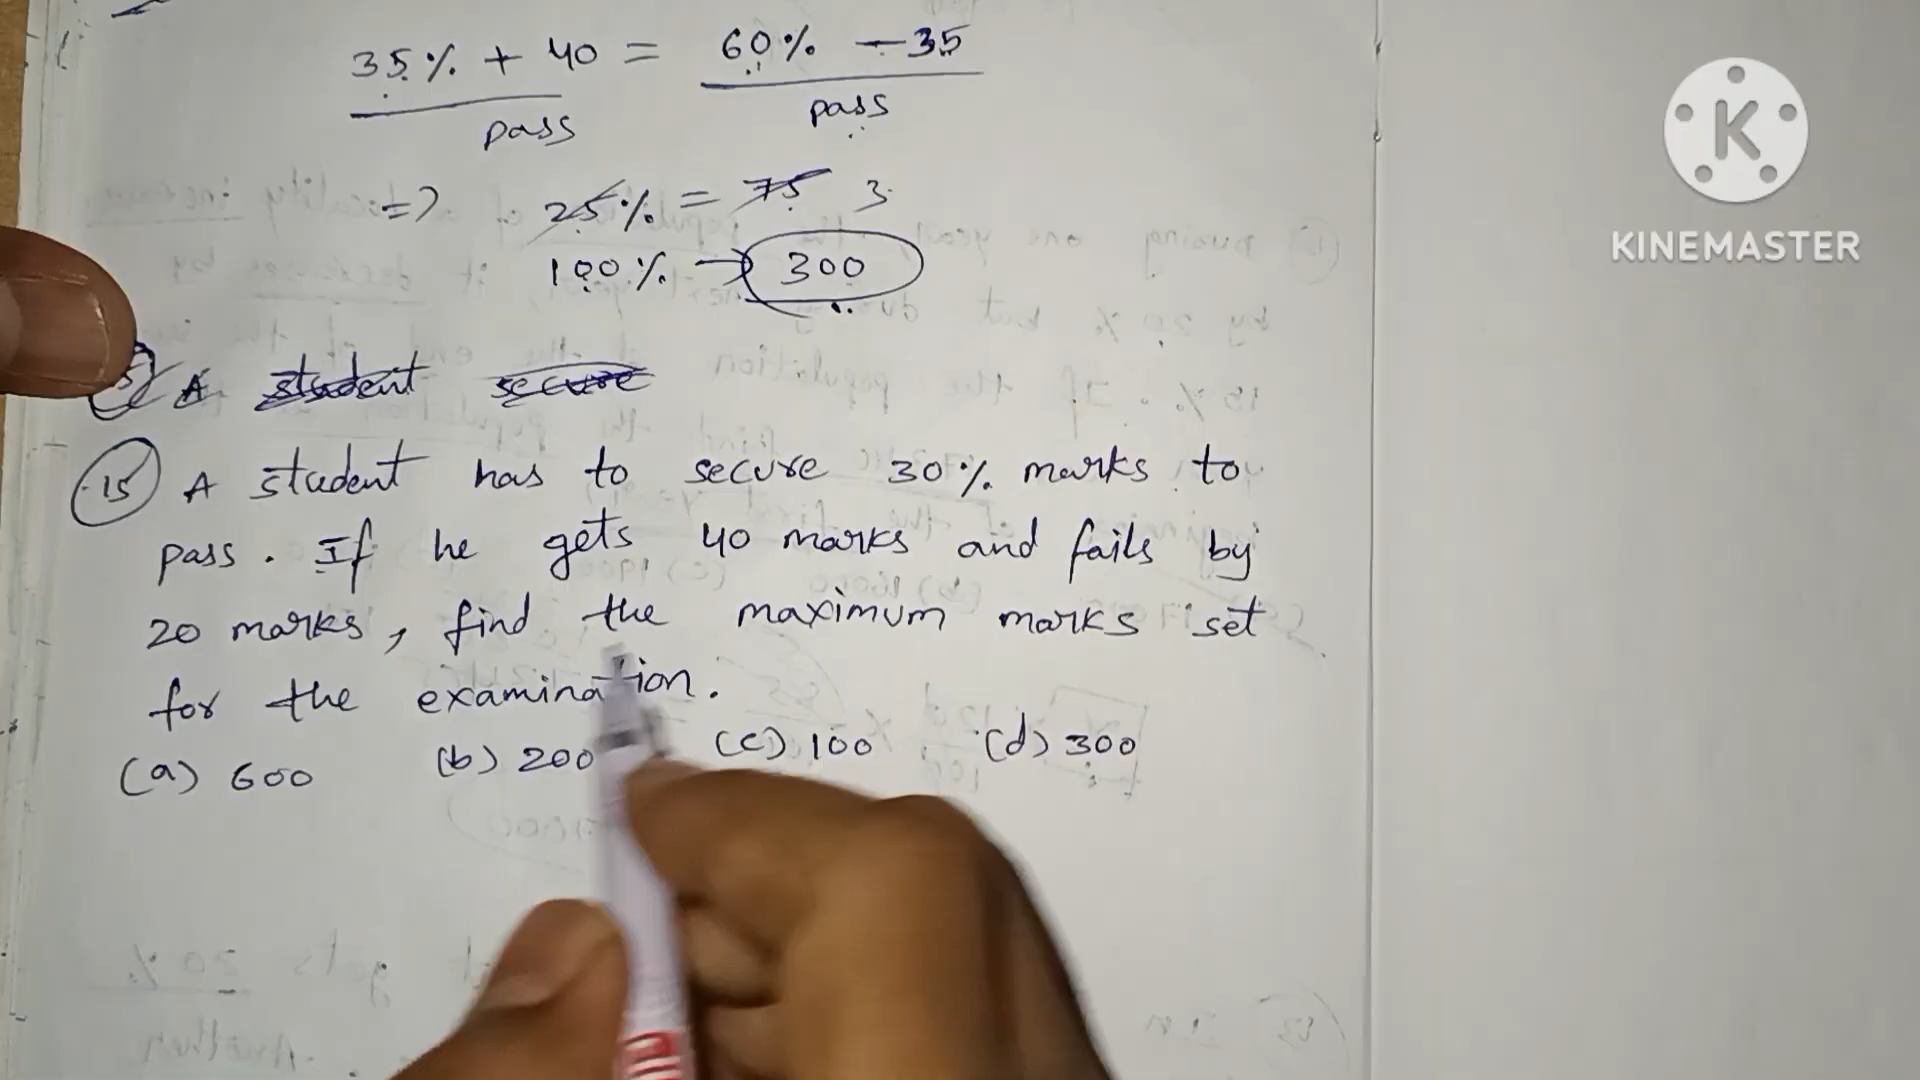 35% + 40 = 60% - 35
pass pass
=> 25% = 75 3
100% → 300
A student secure
15 A student has to secure 30% marks to
pass. If he gets 40 marks and fails by
20 marks, find the maximum marks set
for the examination.
(a) 600 (b) 200 (c) 100 (d) 300
K
KINEMASTER